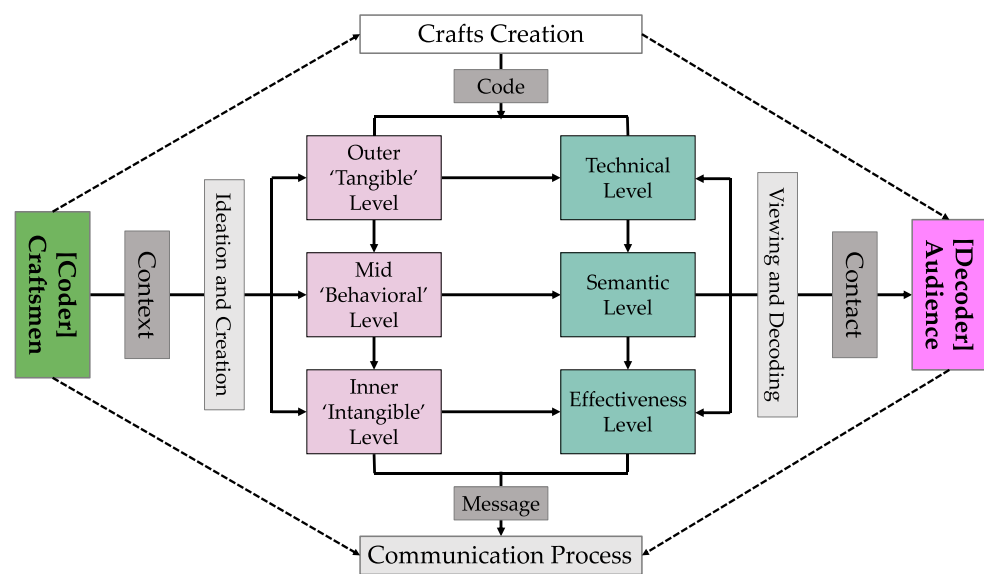 Crafts Creation
Code
Outer
‘Tangible’
Level
Technical
Level
[Coder]
Craftsmen
Context
Ideation and Creation
Mid
‘Behavioral’
Level
Semantic
Level
Viewing and Decoding
Contact
[Decoder]
Audience
Inner
‘Intangible’
Level
Effectiveness
Level
Message
Communication Process